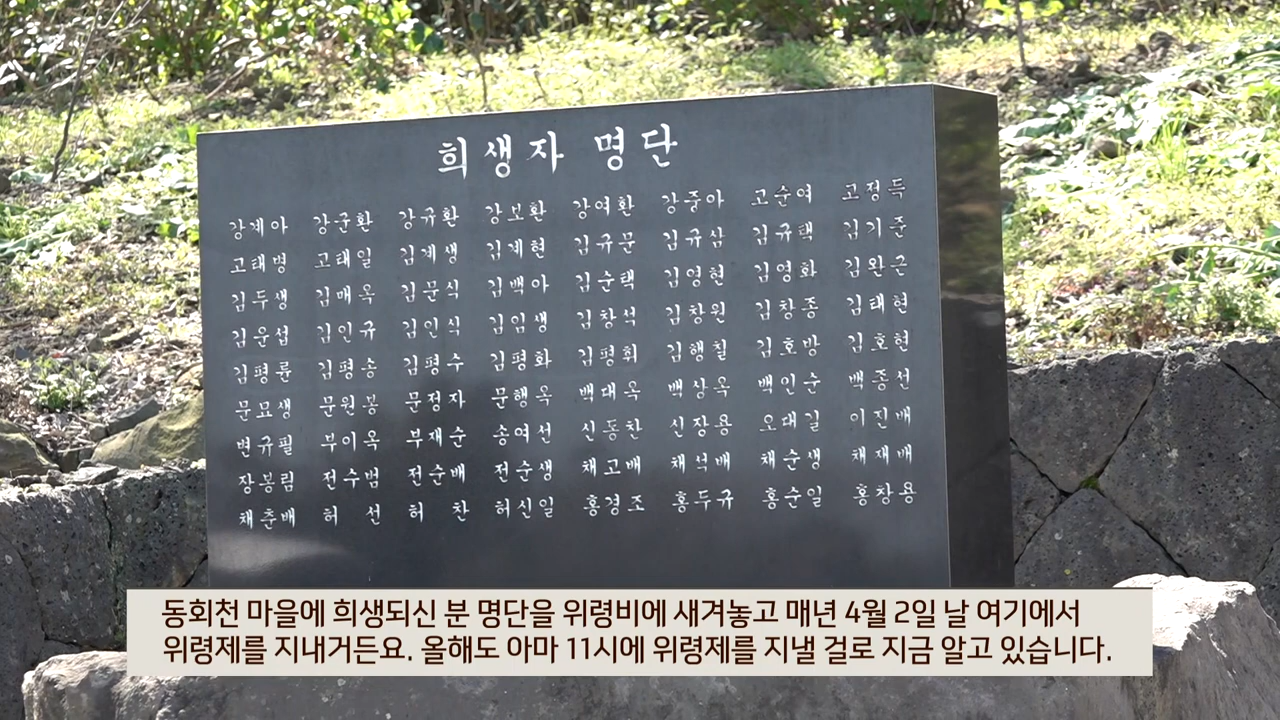 희생자 명단
강계아 강군환 강규환 강보환 강여환 강중아 고순여 고정득
고태병 고태일 김계생 김계현 김규문 김규삼 김규택 김기준
김두생 김매옥 김문식 김백아 김순택 김영현 김영화 김완근
김운섭 김인규 김인식 김임생 김창석 김창원 김창종 김태현
김평륜 김평송 김평수 김평화 김평휘 김행칠 김호방 김호현
문묘생 문원봉 문정자 문행옥 백대옥 백상옥 백인순 백종선
변규필 부이옥 부재순 송여선 신동찬 신장용 오대길 이진배
장봉림 전수범 전순배 전순생 채고배 채석배 채순생 채재배
채춘배 허 선 허 찬 허신일 홍경조 홍두규 홍순일 홍창용
동회천 마을에 희생되신 분 명단을 위령비에 새겨놓고 매년 4월 2일 날 여기에서
위령제를 지내거든요. 올해도 아마 11시에 위령제를 지낼 걸로 지금 알고 있습니다.